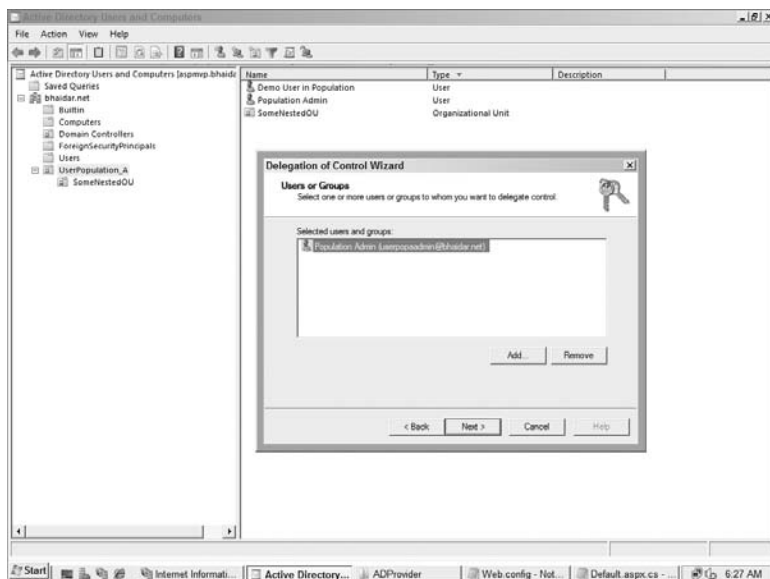 Active Directory Users and Computers
File Action View Help
Active Directory Users and Computers [aspmvp.bhaida
Saved Queries
bhaidar.net
Builtin
Computers
Domain Controllers
ForeignSecurityPrincipals
Users
UserPopulation_A
SomeNestedOU
Name Type Description
Demo User in Population User
Population Admin User
SomeNestedOU Organizational Unit
Delegation of Control Wizard
Users or Groups
Select one or more users or groups to whom you want to delegate control.
Selected users and groups:
Population Admin (userpopaadmin@bhaidar.net)
Add... Remove
< Back Next > Cancel Help
Start Internet Informati... Active Directory... ADProvider Web.config - Not... Default.aspx.cs - ... 6:27 AM